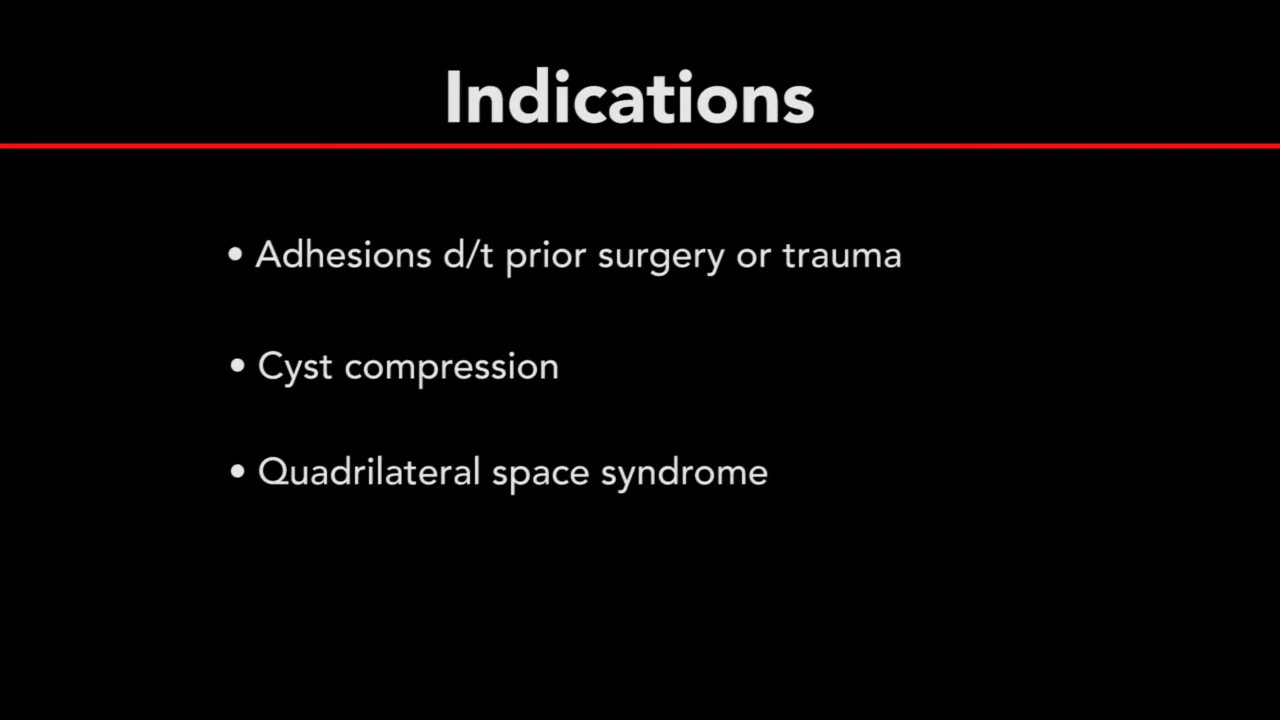 Indications
• Adhesions d/t prior surgery or trauma
• Cyst compression
• Quadrilateral space syndrome